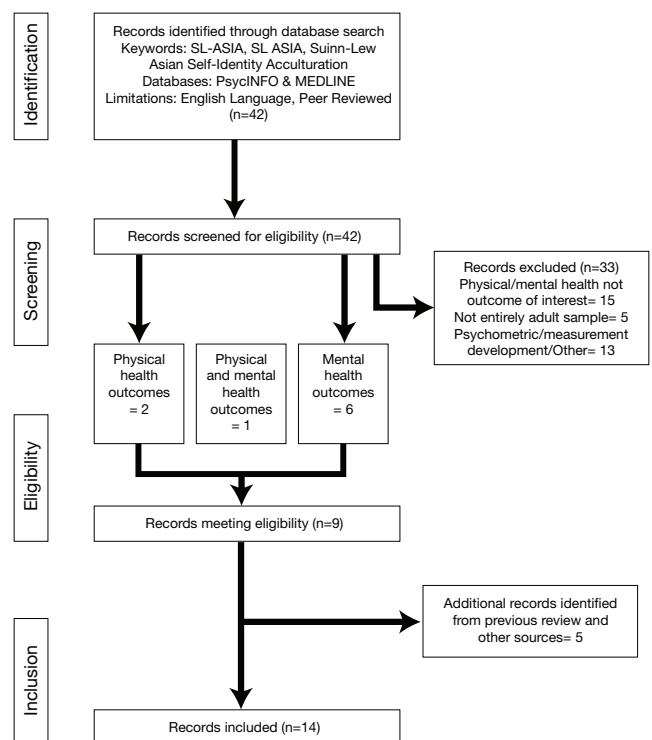 Identification
Records identified through database search
Keywords: SL-ASIA, SL ASIA, Suinn-Lew
Asian Self-Identity Acculturation
Databases: PsycINFO & MEDLINE
Limitations: English Language, Peer Reviewed
(n=42)
Screening
Records screened for eligibility (n=42)
Records excluded (n=33)
Physical/mental health not
outcome of interest= 15
Not entirely adult sample= 5
Psychometric/measurement
development/Other= 13
Physical
health
outcomes
= 2
Physical
and mental
health
outcomes
= 1
Mental
health
outcomes
= 6
Eligibility
Records meeting eligibility (n=9)
Additional records identified
from previous review and
other sources= 5
Inclusion
Records included (n=14)